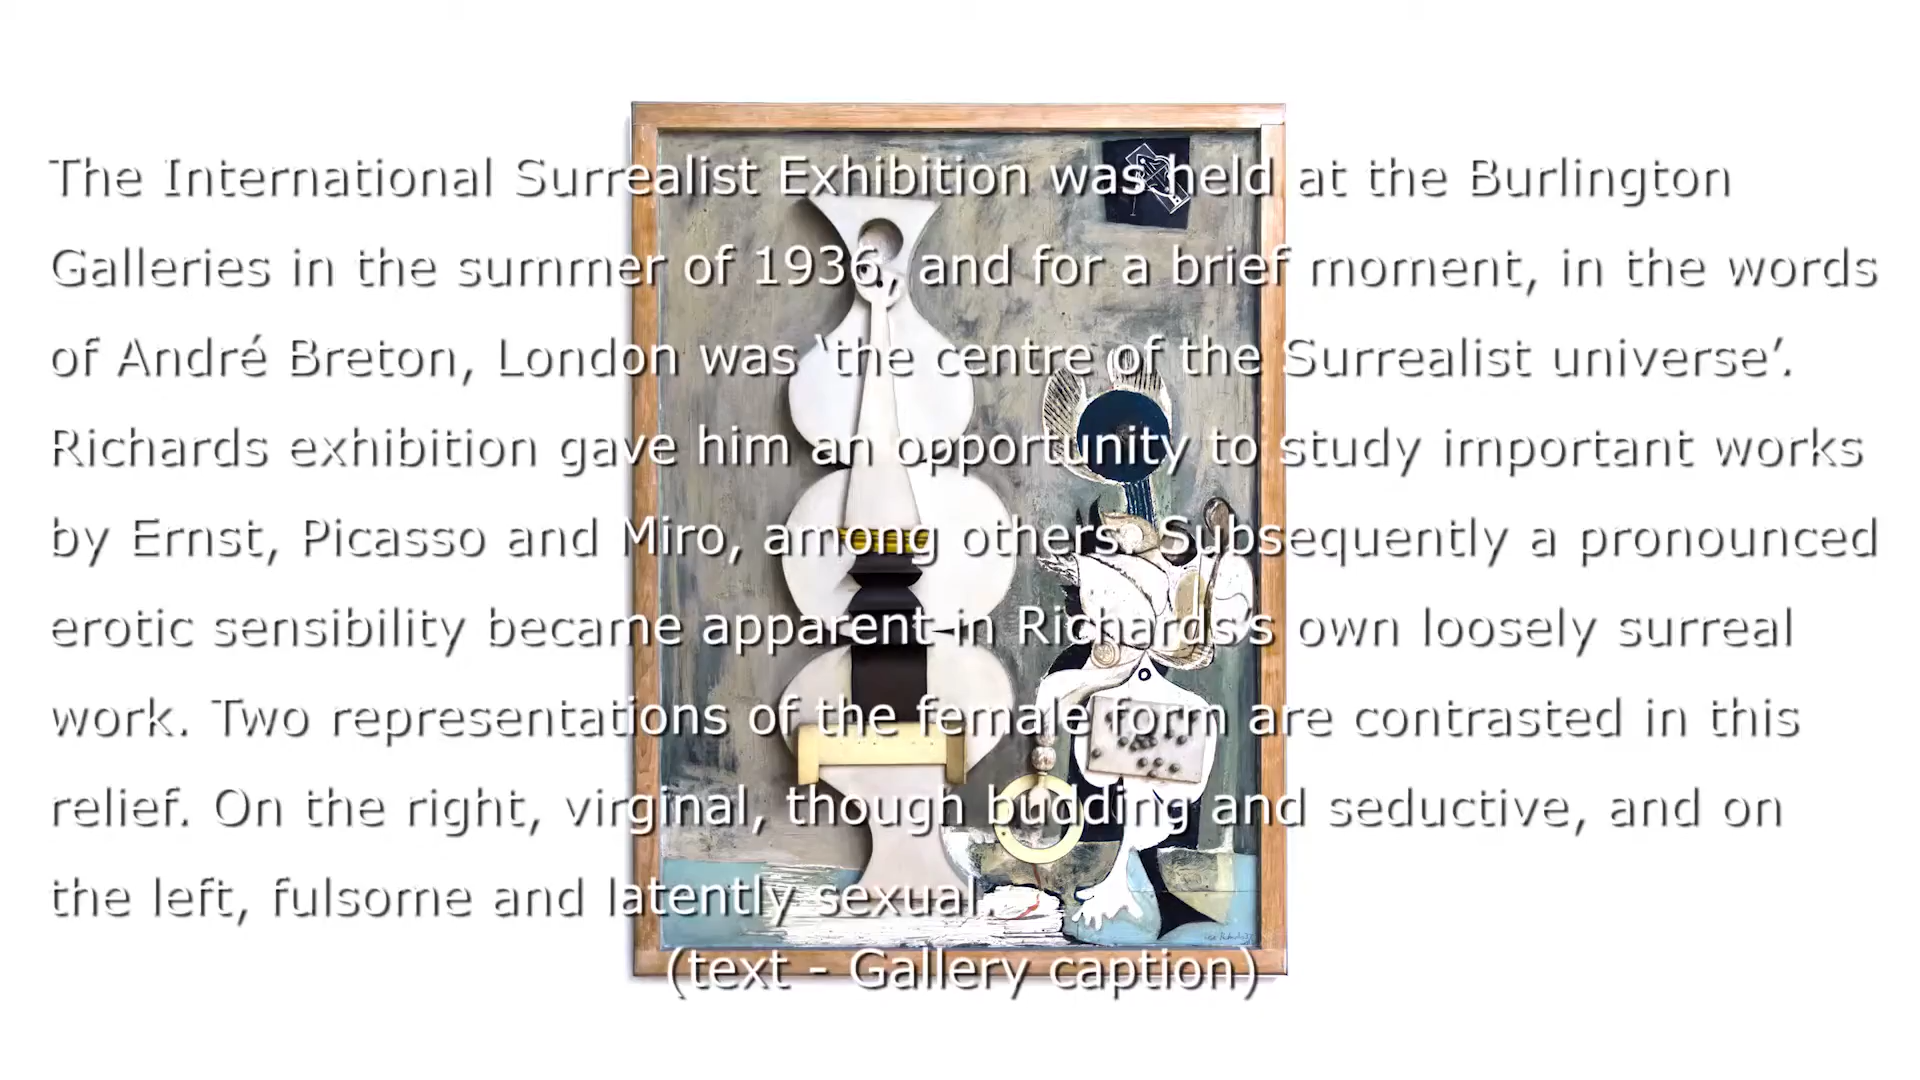 The International Surrealist Exhibition was held at the Burlington
Galleries in the summer of 1936, and for a brief moment, in the words
of André Breton, London was ‘the centre of the Surrealist universe’.
Richards exhibition gave him an opportunity to study important works
by Ernst, Picasso and Miro, among others. Subsequently a pronounced
erotic sensibility became apparent in Richards’s own loosely surreal
work. Two representations of the female form are contrasted in this
relief. On the right, virginal, though budding and seductive, and on
the left, fulsome and latently sexual.
(text - Gallery caption)